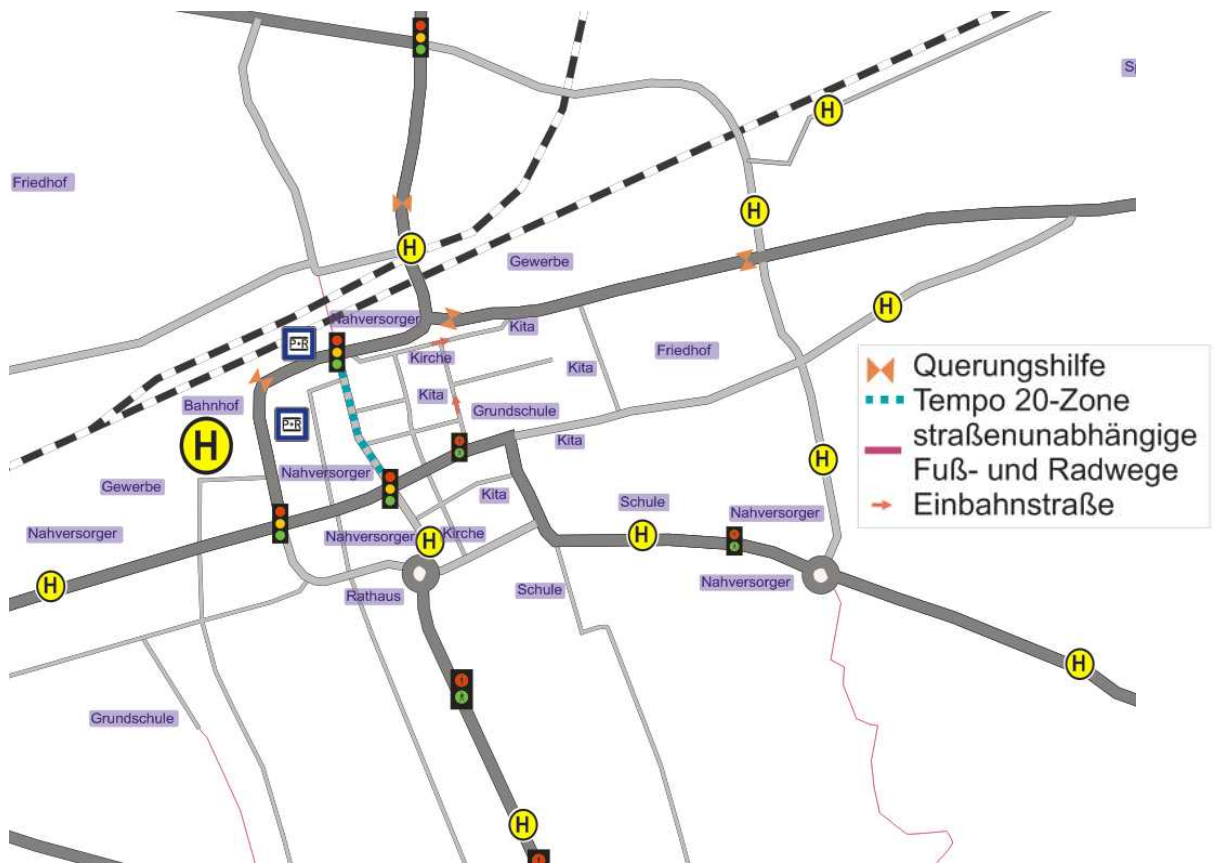 Sp
H
Friedhof
H
H
Gewerbe
H
Nahversorger
Kita
P+R
Kirche
Friedhof
Kita
Kita
Bahnhof
Grundschule
P+R
H
Kita
Nahversorger
H
Gewerbe
Kita
Schule
Nahversorger
Nahversorger
Nahversorger
Kirche
H
H
Nahversorger
H
Rathaus
Schule
H
Grundschule
H
Querungshilfe
Tempo 20-Zone
straßenunabhängige
Fuß- und Radwege
Einbahnstraße